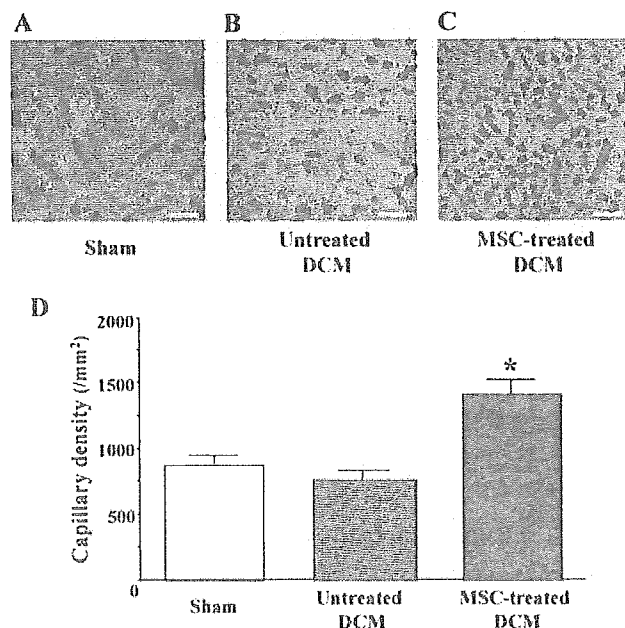 A
B
C
Sham
Untreated
DCM
MSC-treated
DCM
D
Capillary density (/mm²)
2000
1500
1000
500
0
*
Sham
Untreated
DCM
MSC-treated
DCM